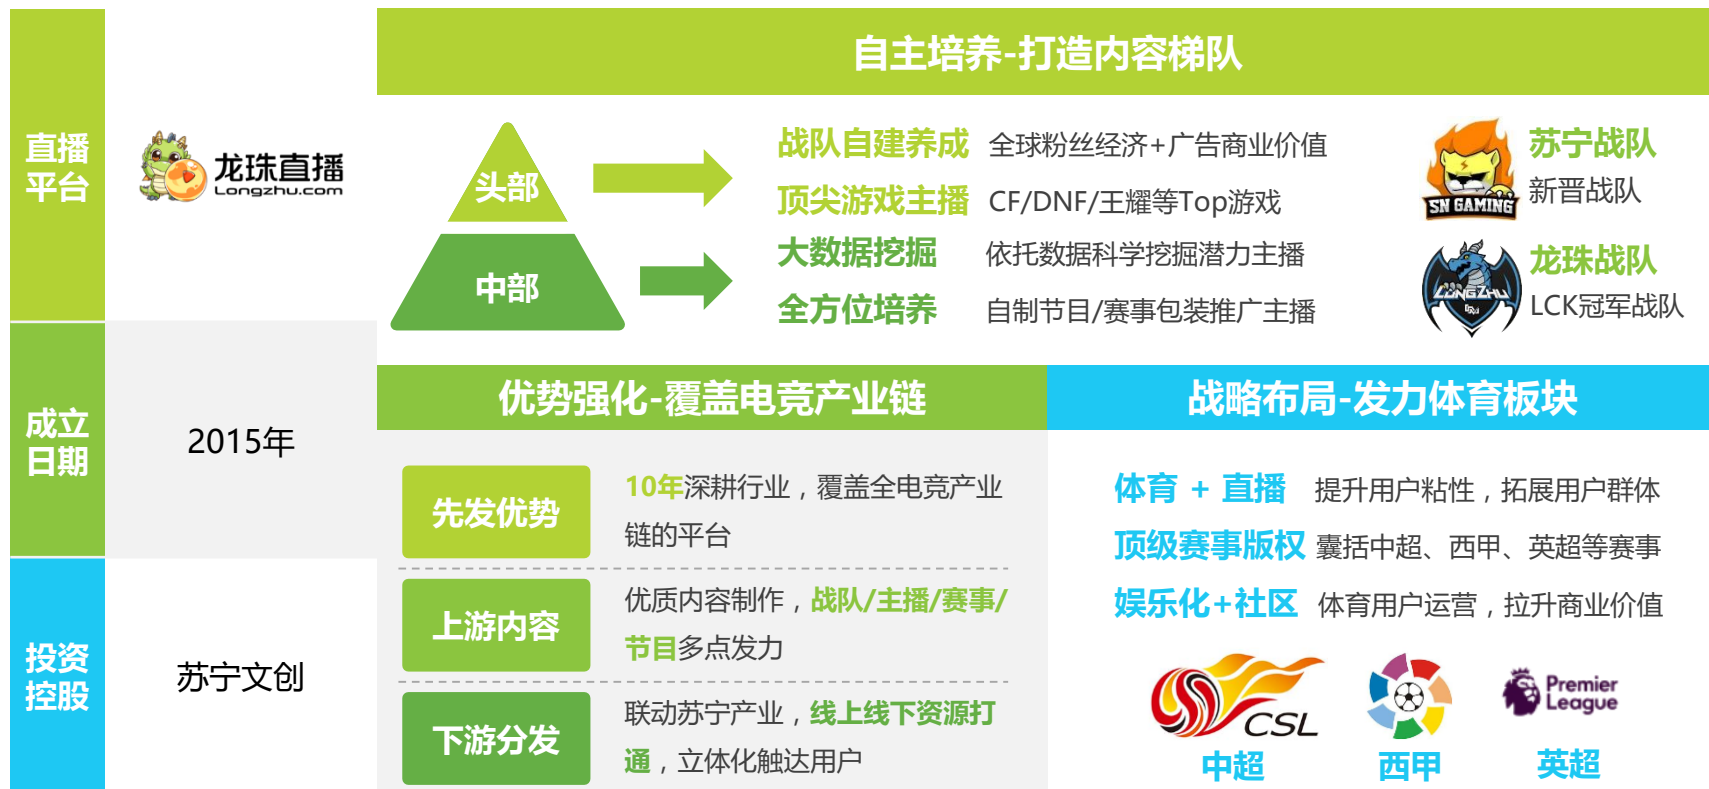 直播
平台
龙珠直播
Longzhu.com
成立
日期
2015年
投资
控股
苏宁文创
自主培养-打造内容梯队
头部
中部
战队自建养成 全球粉丝经济+广告商业价值
顶尖游戏主播 CF/DNF/王耀等Top游戏
大数据挖掘 依托数据科学挖掘潜力主播
全方位培养 自制节目/赛事包装推广主播
SN GAMING
苏宁战队
新晋战队
LONGZHU
龙珠战队
LCK冠军战队
优势强化-覆盖电竞产业链
先发优势
10年深耕行业，覆盖全电竞产业
链的平台
上游内容
优质内容制作，战队/主播/赛事/
节目多点发力
下游分发
联动苏宁产业，线上线下资源打
通，立体化触达用户
战略布局-发力体育板块
体育 + 直播 提升用户粘性，拓展用户群体
顶级赛事版权 囊括中超、西甲、英超等赛事
娱乐化+社区 体育用户运营，拉升商业价值
CSL
中超
西甲
Premier
League
英超